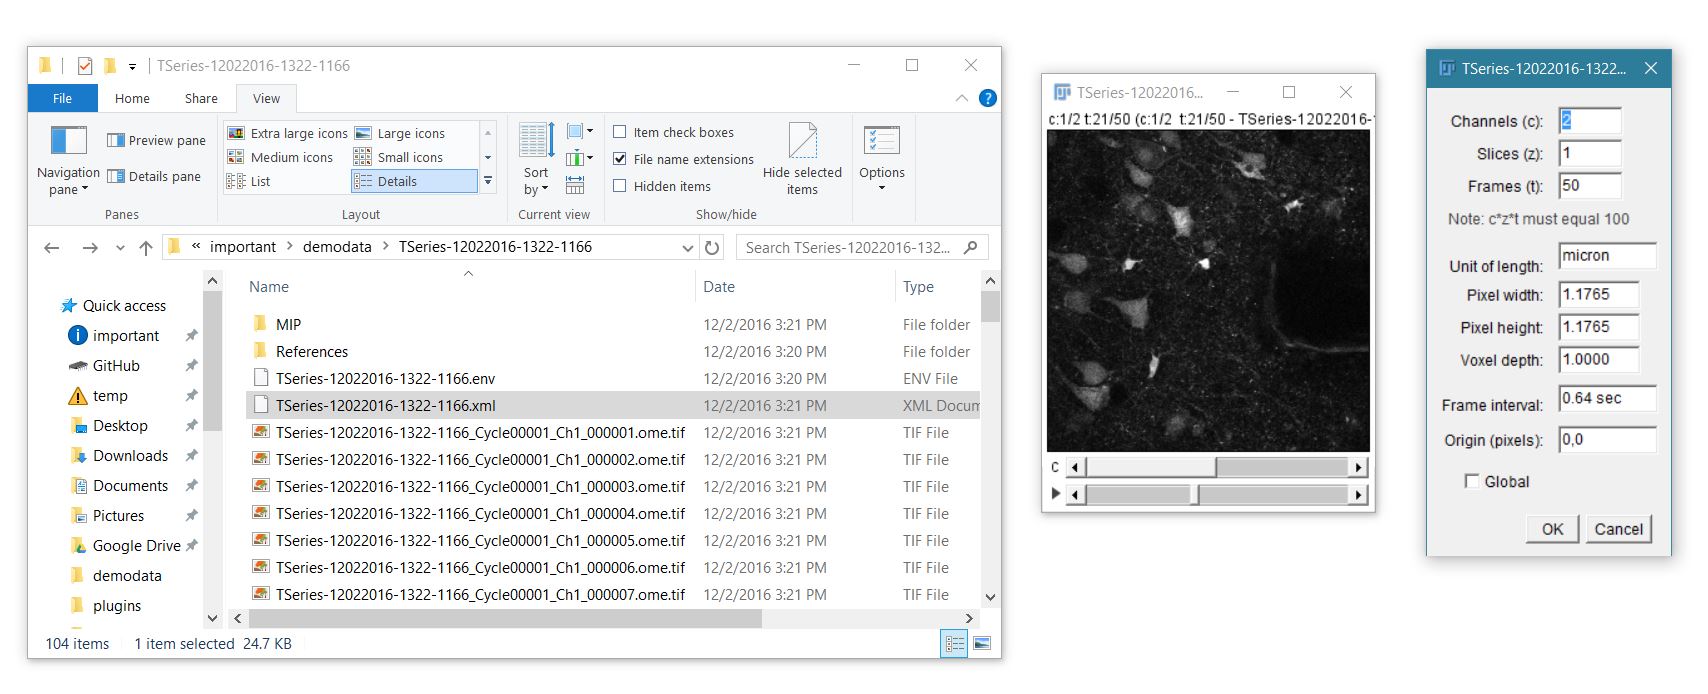 TSeries-12022016-1322-1166
File Home Share View
Extra large icons Large icons
Medium icons Small icons
List Details
Preview pane
Details pane
Navigation pane
Sort by
Item check boxes
File name extensions
Hidden items
Hide selected items
Options
Panes Layout Current view Show/hide
« important > demodata > TSeries-12022016-1322-1166
Search TSeries-12022016-132...
Quick access
important
GitHub
temp
Desktop
Downloads
Documents
Pictures
Google Drive
demodata
plugins
Name Date Type
MIP 12/2/2016 3:21 PM File folder
References 12/2/2016 3:20 PM File folder
TSeries-12022016-1322-1166.env 12/2/2016 3:20 PM ENV File
TSeries-12022016-1322-1166.xml 12/2/2016 3:21 PM XML Docum
TSeries-12022016-1322-1166_Cycle00001_Ch1_000001.ome.tif 12/2/2016 3:21 PM TIF File
TSeries-12022016-1322-1166_Cycle00001_Ch1_000002.ome.tif 12/2/2016 3:21 PM TIF File
TSeries-12022016-1322-1166_Cycle00001_Ch1_000003.ome.tif 12/2/2016 3:21 PM TIF File
TSeries-12022016-1322-1166_Cycle00001_Ch1_000004.ome.tif 12/2/2016 3:21 PM TIF File
TSeries-12022016-1322-1166_Cycle00001_Ch1_000005.ome.tif 12/2/2016 3:21 PM TIF File
TSeries-12022016-1322-1166_Cycle00001_Ch1_000006.ome.tif 12/2/2016 3:21 PM TIF File
TSeries-12022016-1322-1166_Cycle00001_Ch1_000007.ome.tif 12/2/2016 3:21 PM TIF File
104 items 1 item selected 24.7 KB
TSeries-12022016...
c:1/2 t:21/50 (c:1/2 t:21/50 - TSeries-12022016-1
c
TSeries-12022016-1322...
Channels (c): 2
Slices (z): 1
Frames (t): 50
Note: c*z*t must equal 100
Unit of length: micron
Pixel width: 1.1765
Pixel height: 1.1765
Voxel depth: 1.0000
Frame interval: 0.64 sec
Origin (pixels): 0,0
Global
OK Cancel